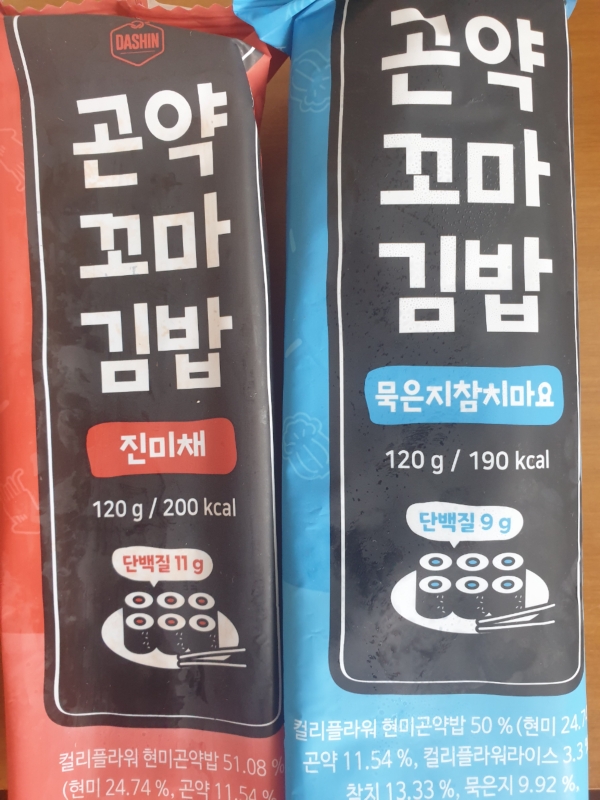 DASHIN
곤약
꼬마
김밥
진미채
120 g / 200 kcal
단백질 11 g
컬리플라워 현미곤약밥 51.08 %
(현미 24.74 %, 곤약 11.54 %,
곤약
꼬마
김밥
묵은지참치마요
120 g / 190 kcal
단백질 9 g
컬리플라워 현미곤약밥 50 % (현미
곤약 11.54 %, 컬리플라워라이스
참치 13.33 %, 묵은지 9.92 %,